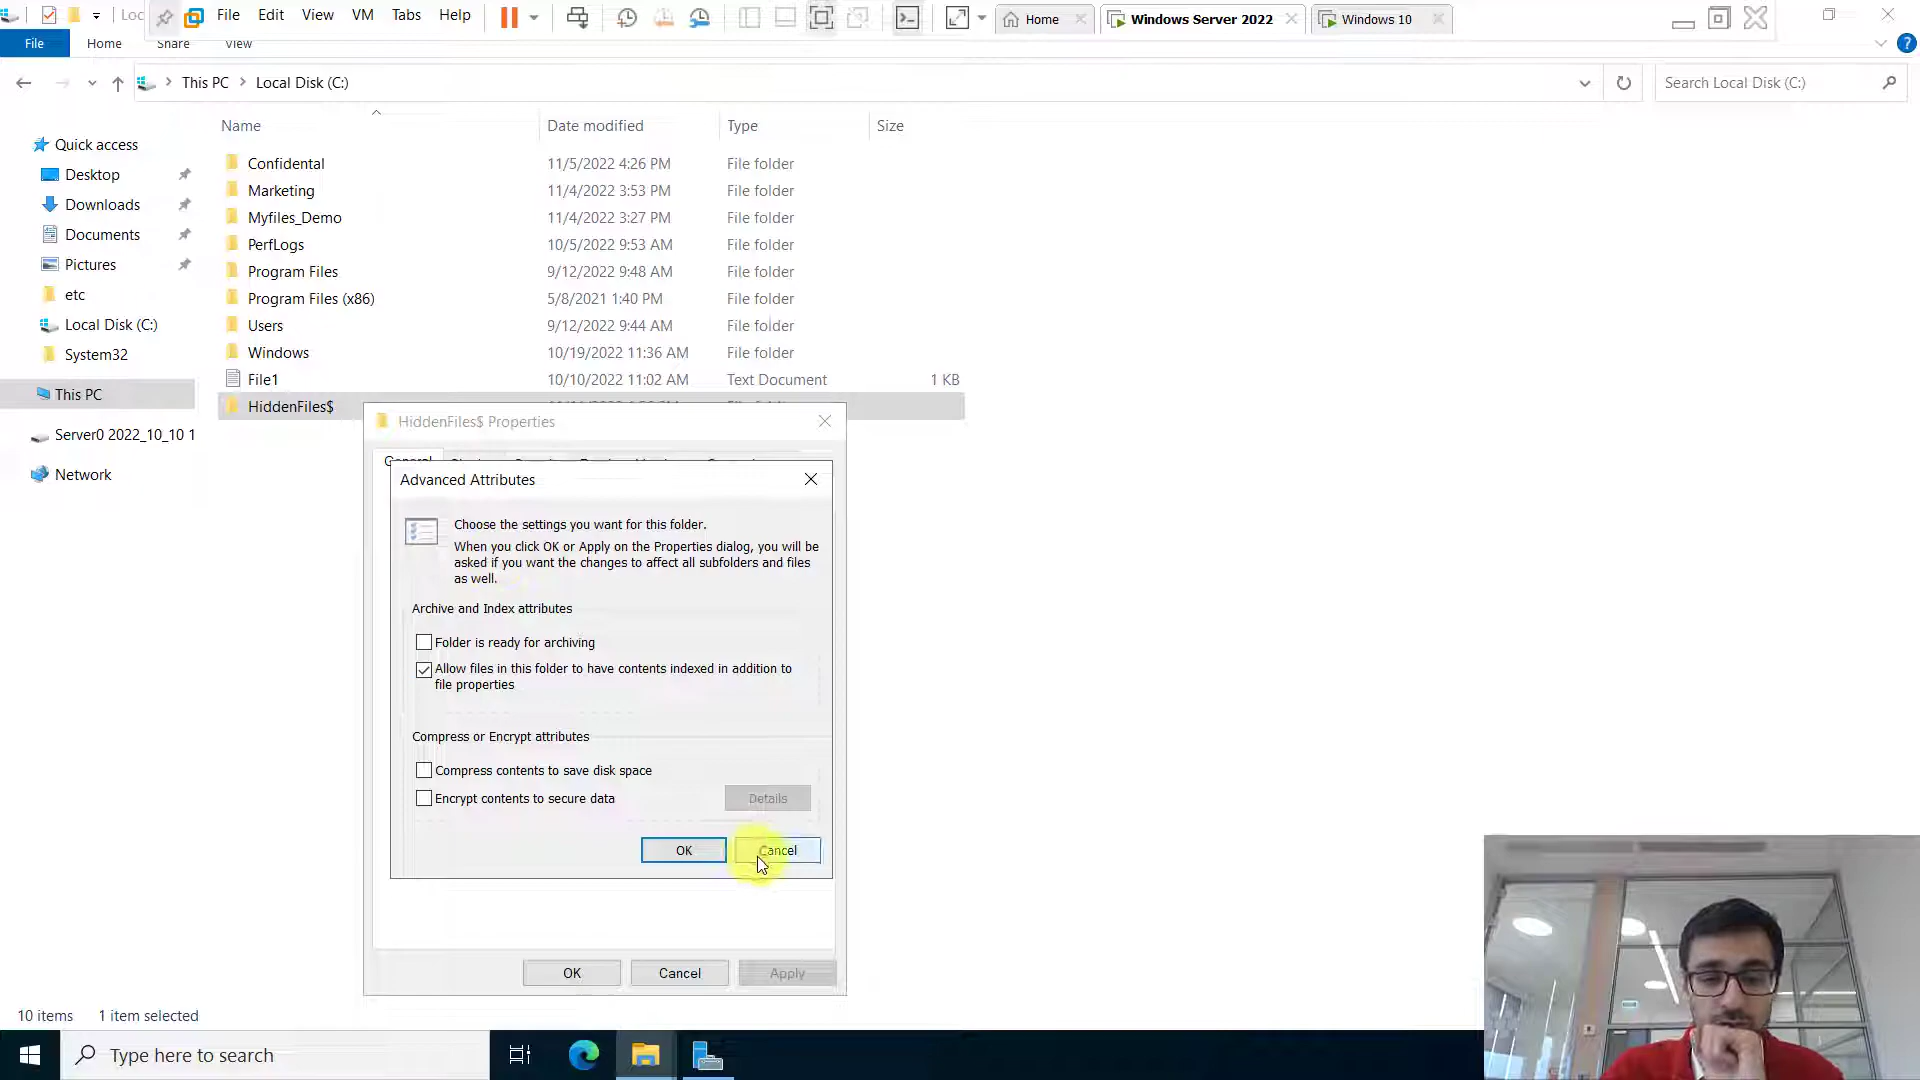 Loc
File Edit View VM Tabs Help
Home
Windows Server 2022
Windows 10
File Home Share View
This PC Local Disk (C:)
Search Local Disk (C:)
Name Date modified Type Size
Quick access
Desktop
Downloads
Documents
Pictures
etc
Local Disk (C:)
System32
This PC
Server0 2022_10_10 1
Network
Confidental 11/5/2022 4:26 PM File folder
Marketing 11/4/2022 3:53 PM File folder
Myfiles_Demo 11/4/2022 3:27 PM File folder
PerfLogs 10/5/2022 9:53 AM File folder
Program Files 9/12/2022 9:48 AM File folder
Program Files (x86) 5/8/2021 1:40 PM File folder
Users 9/12/2022 9:44 AM File folder
Windows 10/19/2022 11:36 AM File folder
File1 10/10/2022 11:02 AM Text Document 1 KB
HiddenFiles$
HiddenFiles$ Properties
General
Advanced Attributes
Choose the settings you want for this folder.
When you click OK or Apply on the Properties dialog, you will be
asked if you want the changes to affect all subfolders and files
as well.
Archive and Index attributes
Folder is ready for archiving
Allow files in this folder to have contents indexed in addition to
file properties
Compress or Encrypt attributes
Compress contents to save disk space
Encrypt contents to secure data
Details
OK Cancel
OK Cancel Apply
10 items 1 item selected
Type here to search